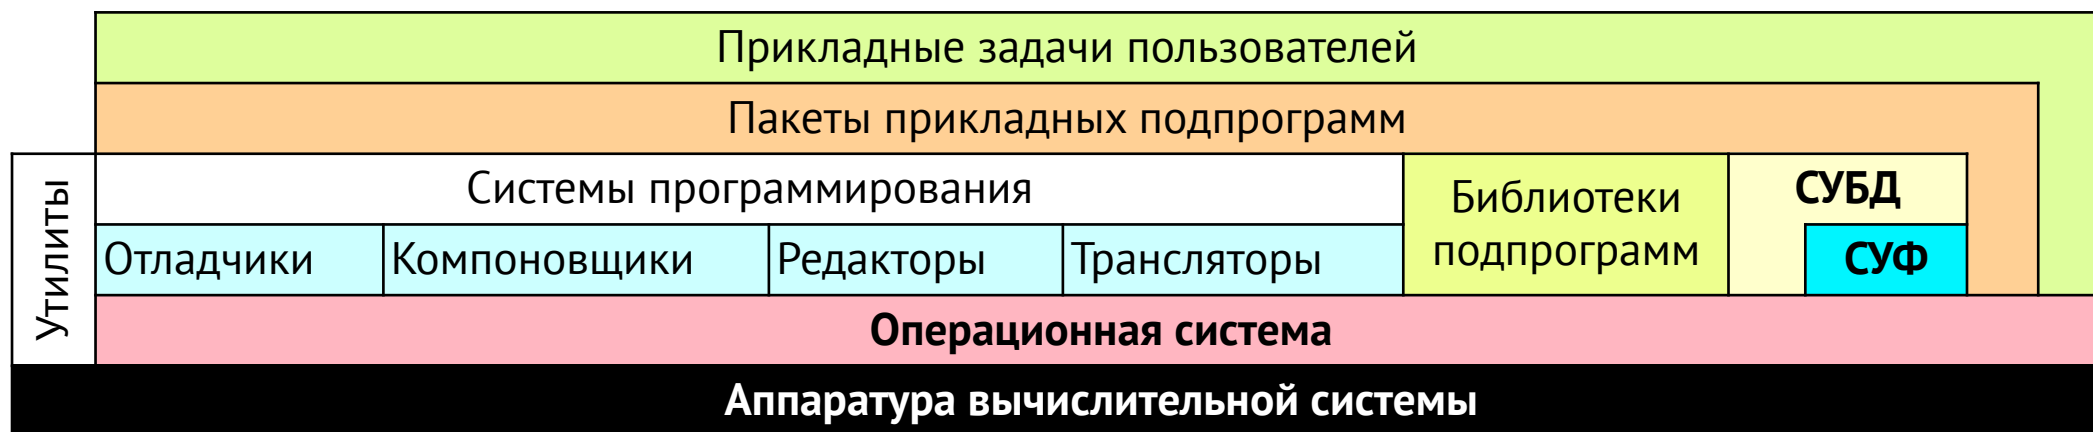 Прикладные задачи пользователей
Пакеты прикладных подпрограмм
Утилиты
Системы программирования
Библиотеки
подпрограмм
СУБД
Отладчики
Компоновщики
Редакторы
Трансляторы
СУФ
Операционная система
Аппаратура вычислительной системы